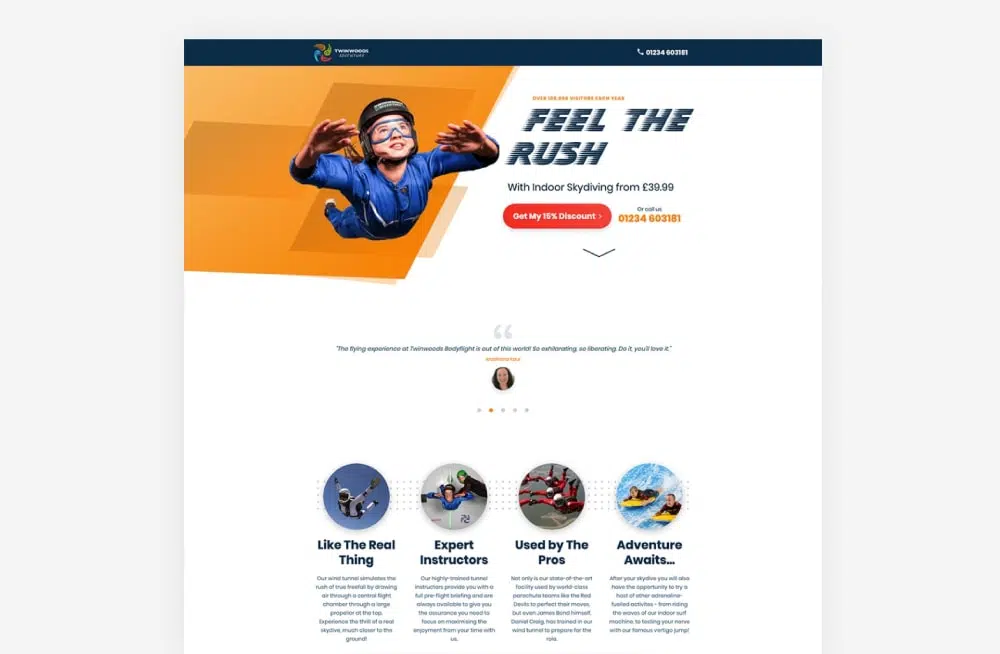 TWINWOODS
ADVENTURE
01234 603181
OVER 100,000 VISITORS EACH YEAR
FEEL THE
RUSH
With Indoor Skydiving from £39.99
Get My 15% Discount ›
Or call us
01234 603181
“
"The flying experience at Twinwoods Bodyflight is out of this world! So exhilarating, so liberating. Do it, you'll love it."
Like The Real
Thing
Our wind tunnel simulates the
rush of true freefall by drawing
air through a central flight
chamber through a large
propellor at the top.
Experience the thrill of a real
skydive, much closer to the
ground!
Expert
Instructors
Our highly-trained tunnel
instructors provide you with a
full pre-flight briefing and are
always available to give you
the assurance you need to
focus on maximising the
enjoyment from your time with
us.
Used by The
Pros
Not only is our state-of-the-art
facility used by world-class
parachute teams like the Red
Devils to perfect their moves,
but even James Bond himself,
Daniel Craig, has trained in our
wind tunnel to prepare for the
role.
Adventure
Awaits...
After your skydive you will also
have the opportunity to try a
host of other adrenaline-
fueled activites - from riding
the waves of our indoor surf
machine, to testing your nerve
with our famous vertigo jump!